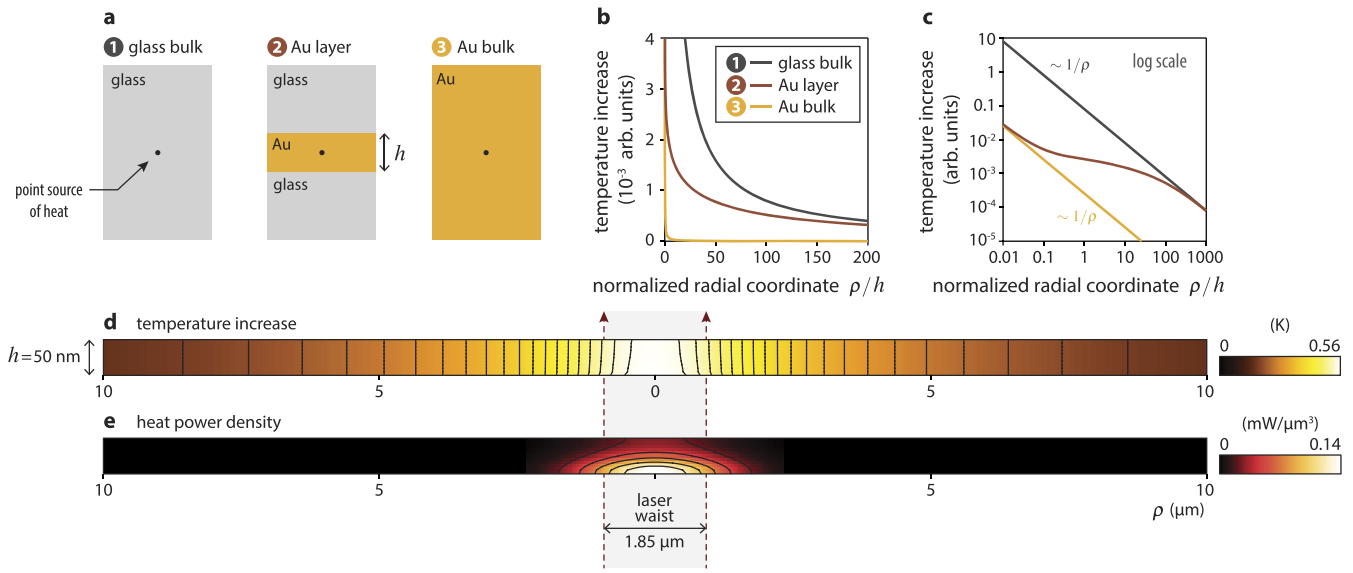 a
1 glass bulk
2 Au layer
3 Au bulk
glass
glass
Au
Au
h
glass
point source
of heat
b
temperature increase
(10⁻³ arb. units)
4
3
2
1
0
0 50 100 150 200
1 glass bulk
2 Au layer
3 Au bulk
normalized radial coordinate ρ/h
c
temperature increase
(arb. units)
10
1
0.1
10⁻²
10⁻³
10⁻⁴
10⁻⁵
0.01 0.1 1 10 100 1000
~ 1/ρ
log scale
~ 1/ρ
normalized radial coordinate ρ/h
d temperature increase
h = 50 nm
10 5 0 5 10
(K)
0 0.56
e heat power density
10 5 5 10
(mW/µm³)
0 0.14
laser
waist
1.85 µm
ρ (µm)